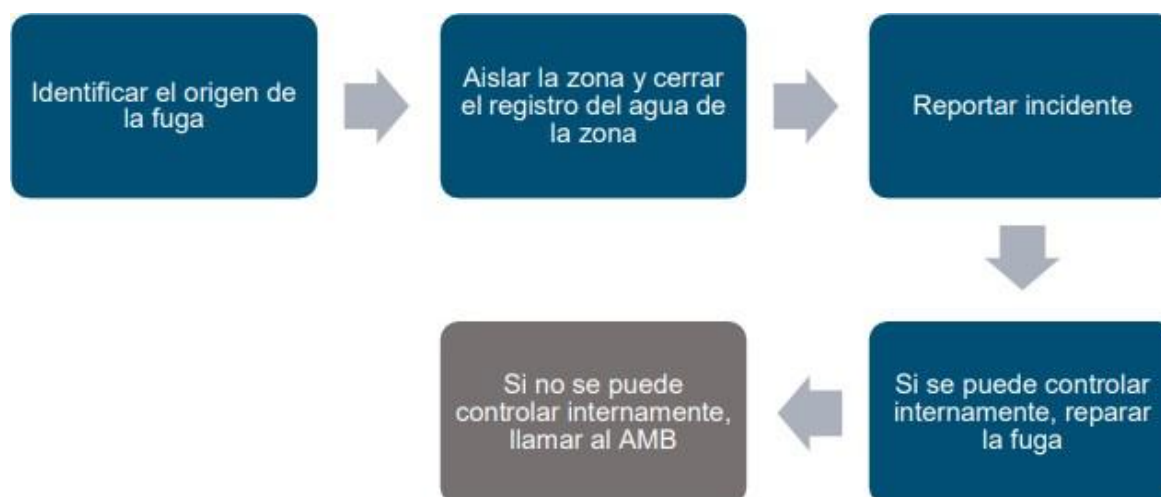 Identificar el origen de
la fuga
Aislar la zona y cerrar
el registro del agua de
la zona
Reportar incidente
Si se puede controlar
internamente, reparar
la fuga
Si no se puede
controlar internamente,
llamar al AMB